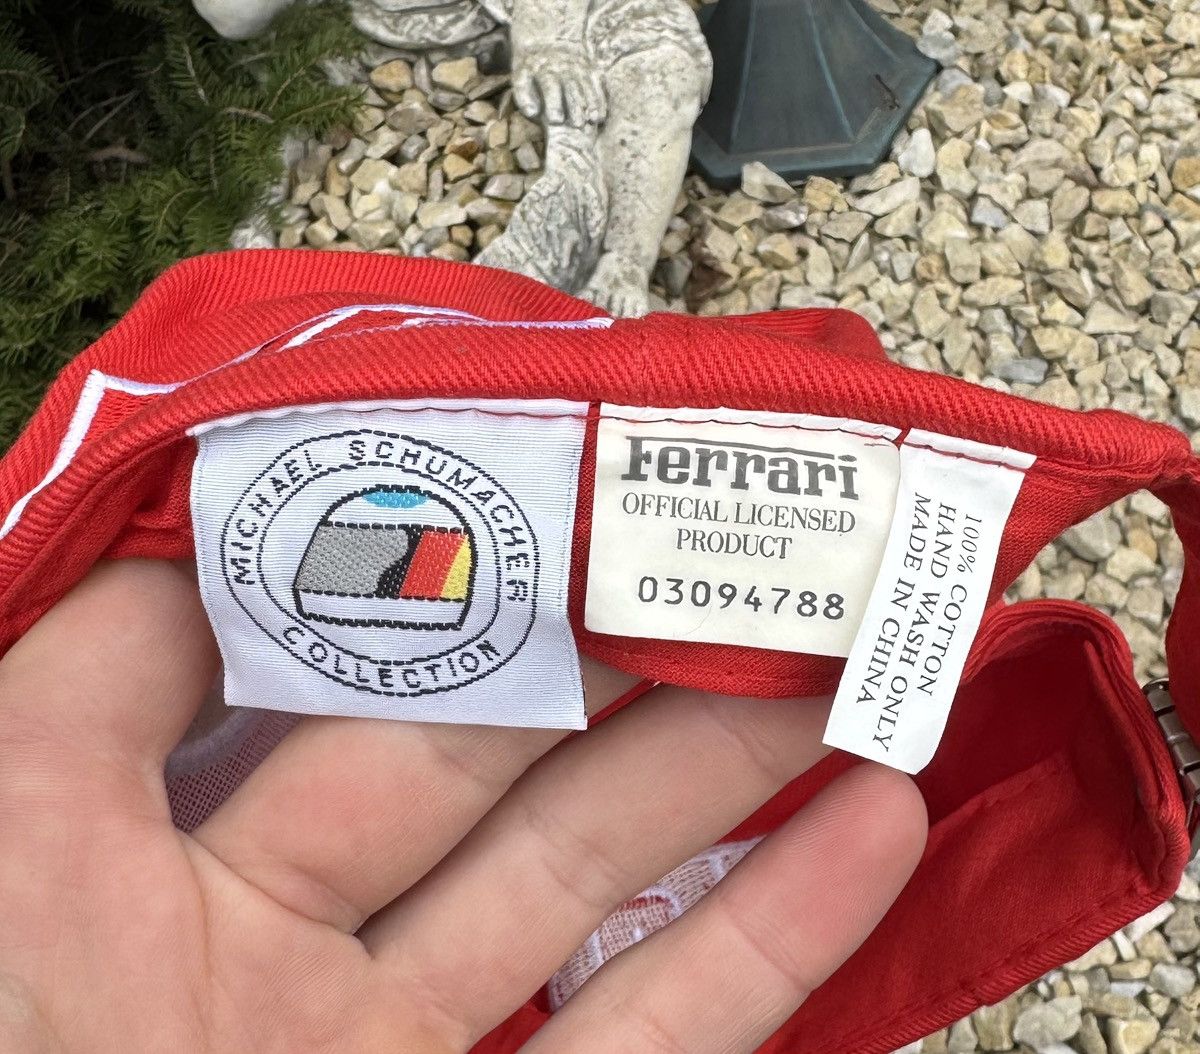 MICHAEL SCHUMACHER
COLLECTION
Ferrari
OFFICIAL LICENSED
PRODUCT
03094788
100% COTTON
HAND WASH ONLY
MADE IN CHINA